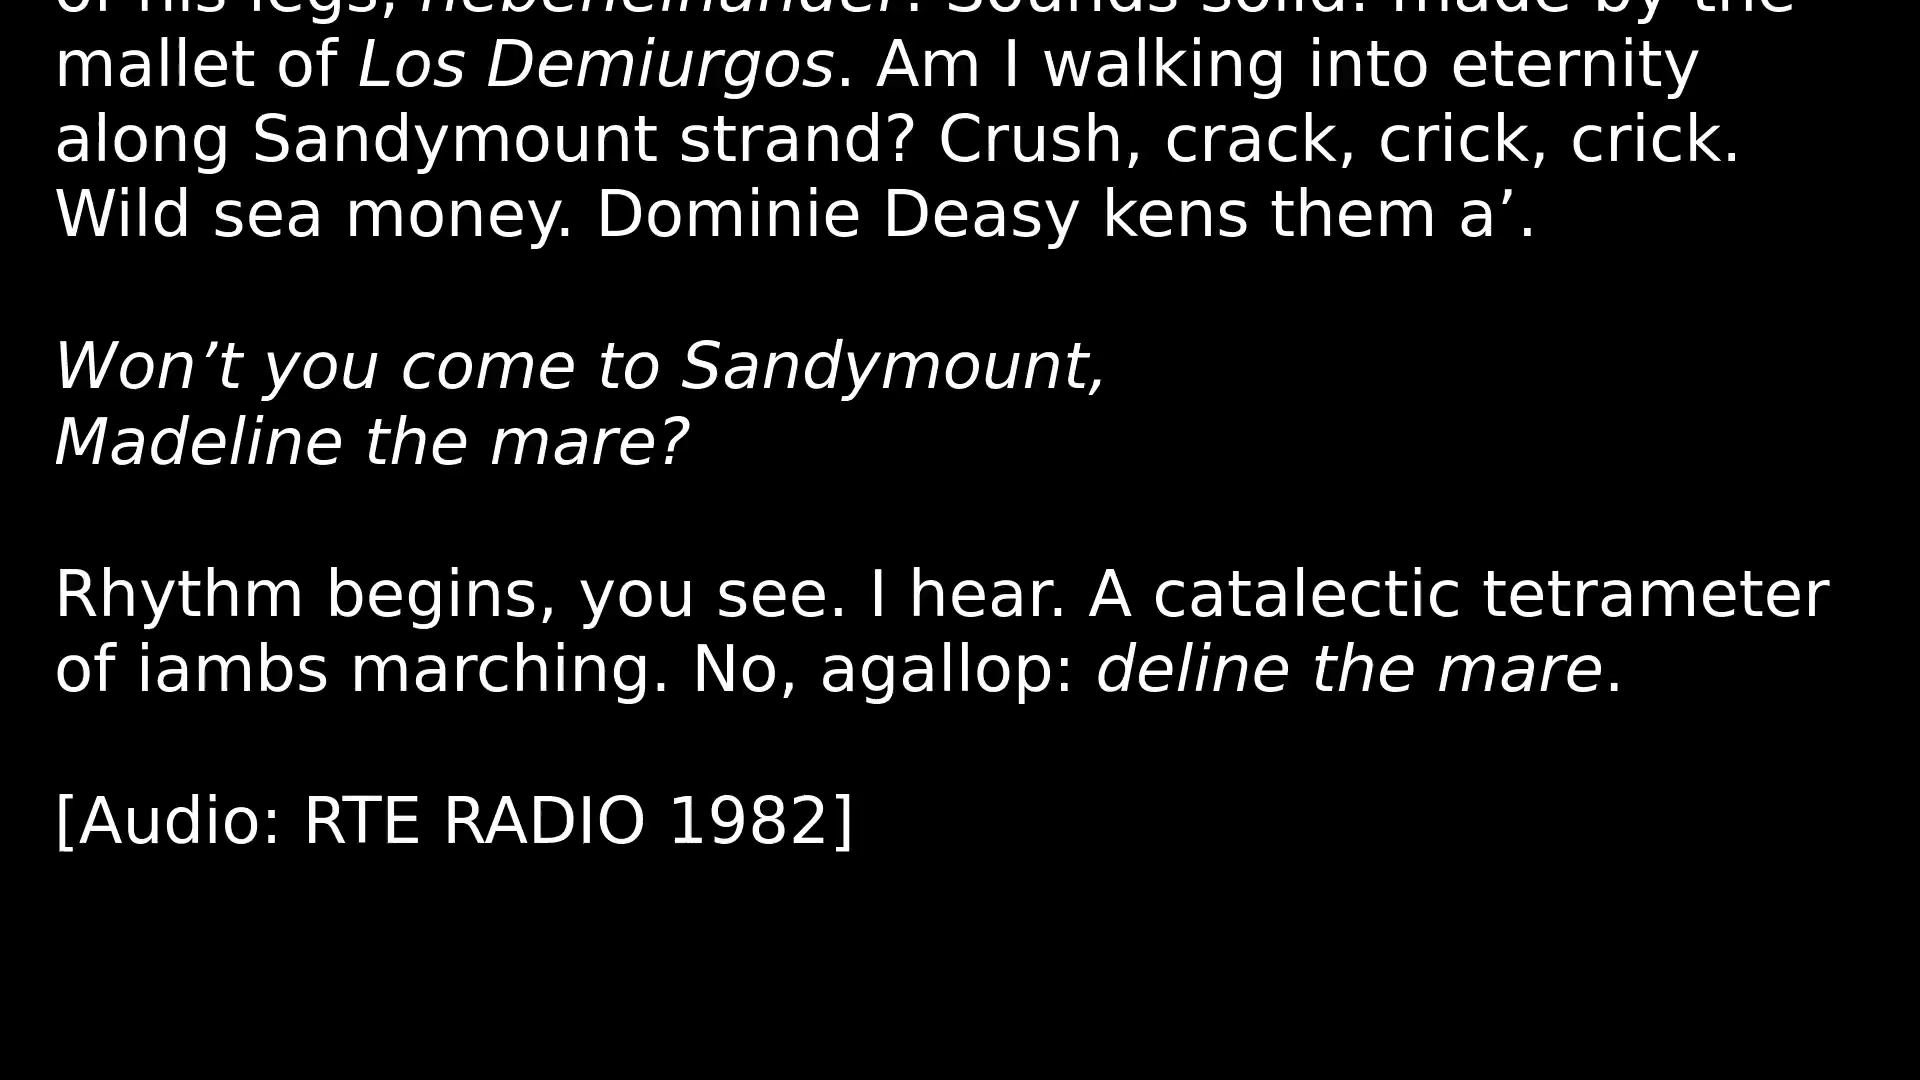 of his legs, nebeneinander. Sounds solid: made by the
mallet of Los Demiurgos. Am I walking into eternity
along Sandymount strand? Crush, crack, crick, crick.
Wild sea money. Dominie Deasy kens them a’.
Won’t you come to Sandymount,
Madeline the mare?
Rhythm begins, you see. I hear. A catalectic tetrameter
of iambs marching. No, agallop: deline the mare.
[Audio: RTE RADIO 1982]